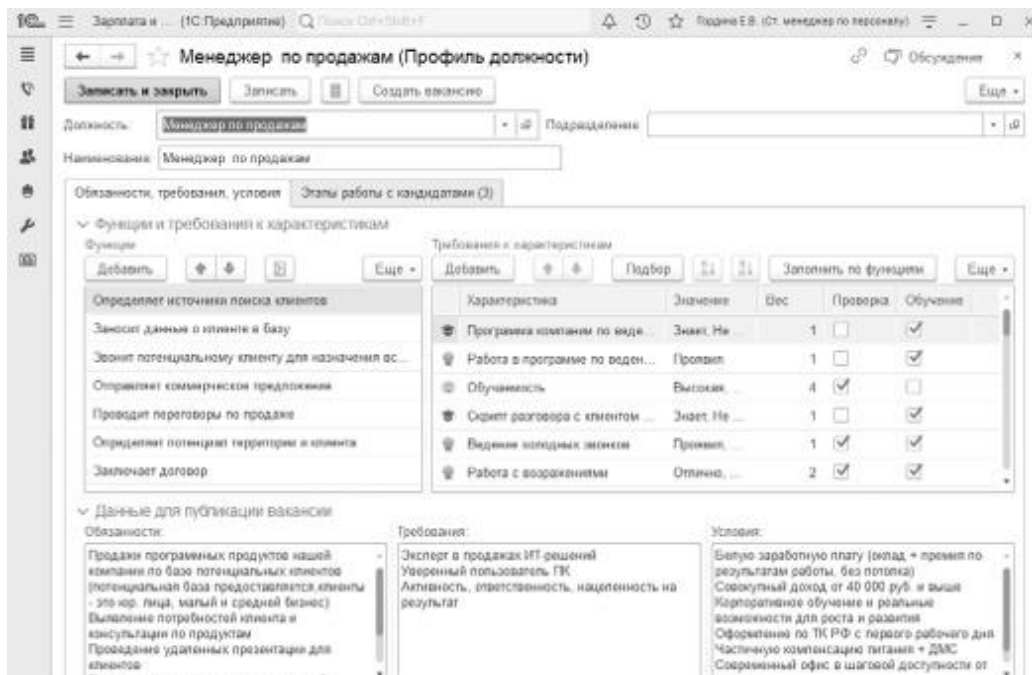 Зарплата и ... (1С:Предприятие)
Поиск Ctrl+Shift+F
Гордина Е.В. (Ст. менеджер по персоналу)
Менеджер по продажам (Профиль должности)
Обсуждение
Записать и закрыть
Записать
Создать вакансию
Еще
Должность:
Менеджер по продажам
Подразделение:
Наименование:
Менеджер по продажам
Обязанности, требования, условия
Этапы работы с кандидатами (3)
Функции и требования к характеристикам
Функции
Добавить
Еще
Определяет источники поиска клиентов
Заносит данные о клиенте в базу
Звонит потенциальному клиенту для назначения вс...
Отправляет коммерческое предложение
Проводит переговоры по продаже
Определяет потенциал территории и клиента
Заключает договор
Требования к характеристикам
Добавить
Подбор
Заполнить по функциям
Еще
Характеристика Значение Вес Проверка Обучение
Программа компании по веде... Знает, Не ... 1
Работа в программе по веден... Проявил 1
Обучаемость Высокая, ... 4
Скрипт разговора с клиентом ... Знает, Не ... 1
Ведение холодных звонков Проявил, ... 1
Работа с возражениями Отлично, ... 2
Данные для публикации вакансии
Обязанности:
Продажи программных продуктов нашей
компании по базе потенциальных клиентов
(потенциальная база предоставляется, клиенты
- это юр. лица, малый и средний бизнес)
Выявление потребностей клиента и
консультации по продуктам
Проведение удаленных презентаций для
клиентов
Требования:
Эксперт в продажах ИТ-решений
Уверенный пользователь ПК
Активность, ответственность, нацеленность на
результат
Условия:
Белую заработную плату (оклад + премия по
результатам работы, без потолка)
Совокупный доход от 40 000 руб. и выше
Корпоративное обучение и реальные
возможности для роста и развития
Оформление по ТК РФ с первого рабочего дня
Частичную компенсацию питания + ДМС
Современный офис в шаговой доступности от